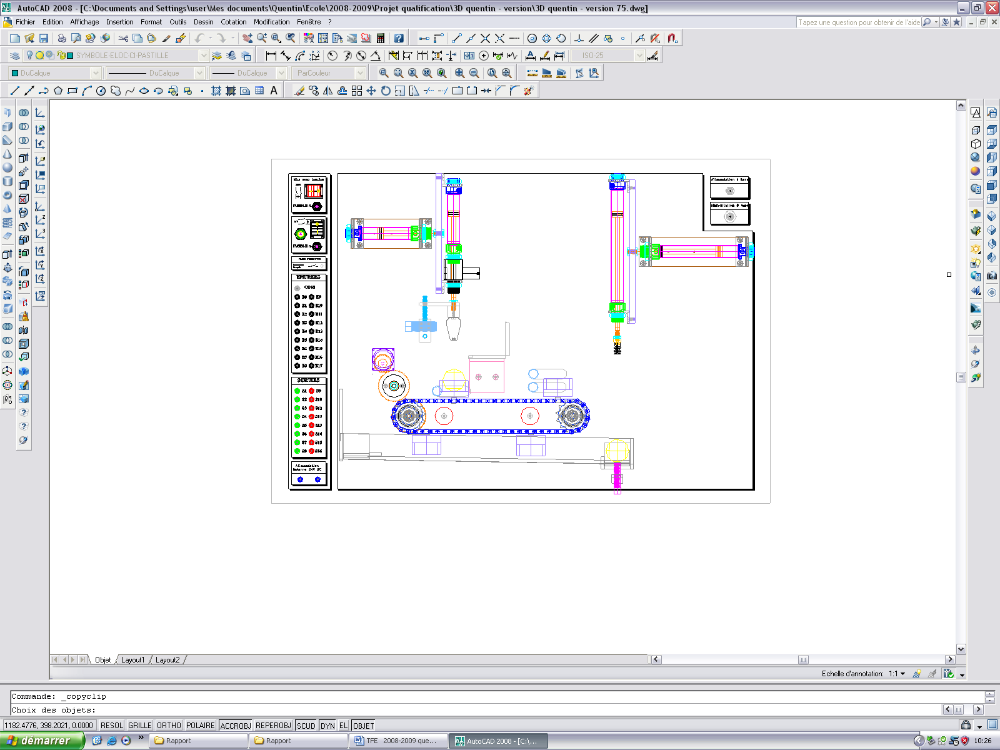 AutoCAD 2008 - [C:\Documents and Settings\user\Mes documents\Quentin\Ecole\2008-2009\Projet qualification\3D quentin - version\3D quentin - version 75.dwg]
Fichier Edition Affichage Insertion Format Outils Dessin Cotation Modification Fenêtre ?
Tapez une question pour obtenir de l'aide
SYMBOLE-ELOC-CI-PASTILLE
ISO-25
DuCalque DuCalque DuCalque ParCouleur
A
ENTREES
COM
SORTIES
Alimentation
Objet Layout1 Layout2
Echelle d'annotation: 1:1
Commande: _copyclip
Choix des objets:
1182.4776, 398.2021, 0.0000 RESOL GRILLE ORTHO POLAIRE ACCROBJ REPEROBJ SCUD DYN EL OBJET
démarrer
Rapport
Rapport
TFE 2008-2009 que...
AutoCAD 2008 - [C:\...
10:26